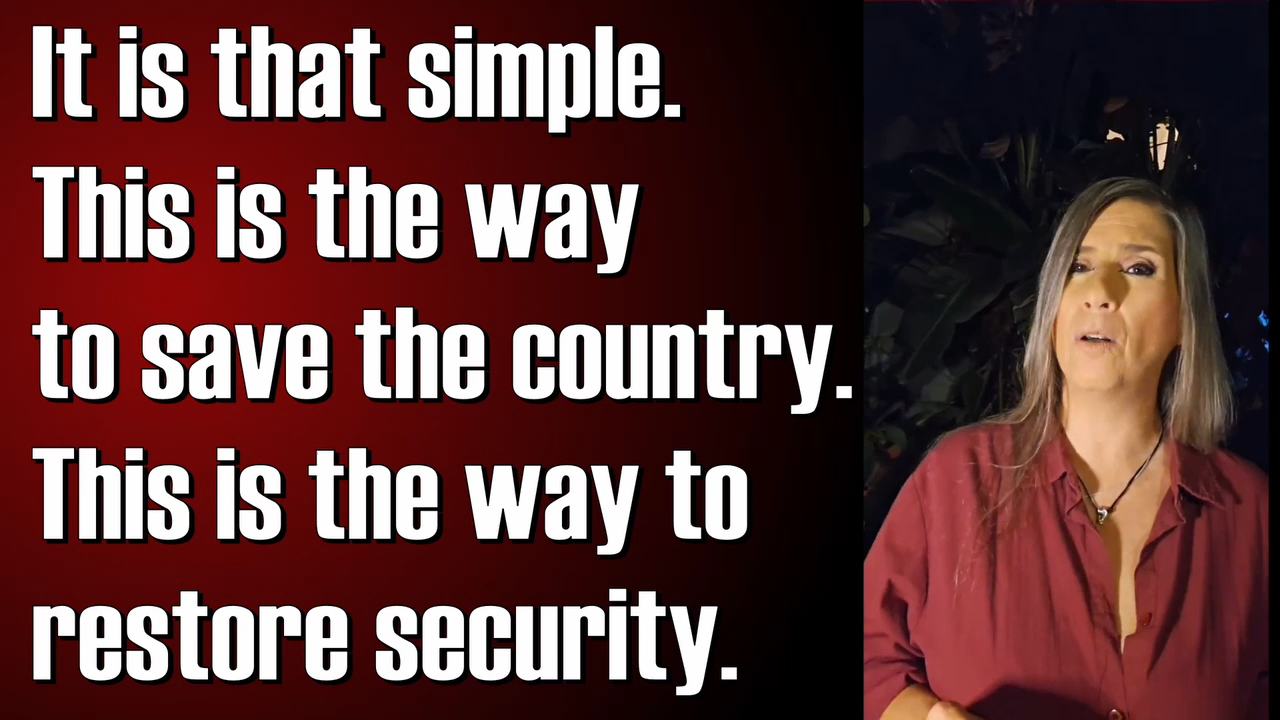 It is that simple.
This is the way
to save the country.
This is the way to
restore security.